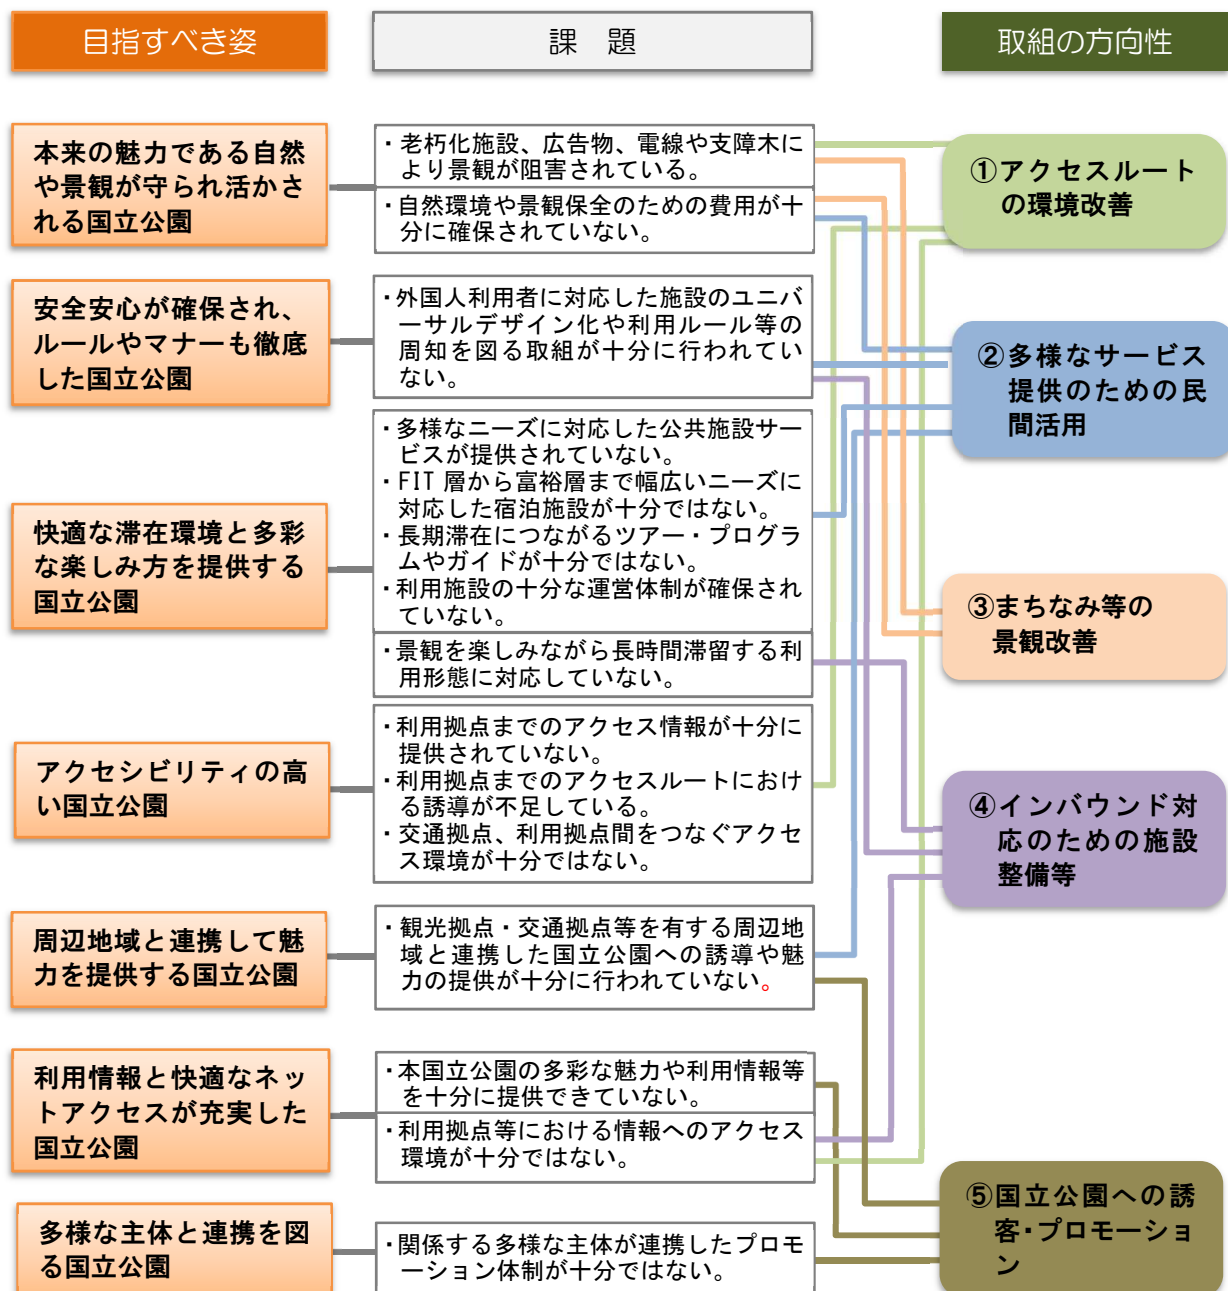 目指すべき姿
課　題
取組の方向性
本来の魅力である自然
や景観が守られ活かさ
れる国立公園
・老朽化施設、広告物、電線や支障木に
より景観が阻害されている。
・自然環境や景観保全のための費用が十
分に確保されていない。
安全安心が確保され、
ルールやマナーも徹底
した国立公園
・外国人利用者に対応した施設のユニバ
ーサルデザイン化や利用ルール等の
周知を図る取組が十分に行われてい
ない。
快適な滞在環境と多彩
な楽しみ方を提供する
国立公園
・多様なニーズに対応した公共施設サー
ビスが提供されていない。
・FIT 層から富裕層まで幅広いニーズに
対応した宿泊施設が十分ではない。
・長期滞在につながるツアー・プログラ
ムやガイドが十分ではない。
・利用施設の十分な運営体制が確保され
ていない。
・景観を楽しみながら長時間滞留する利
用形態に対応していない。
アクセシビリティの高
い国立公園
・利用拠点までのアクセス情報が十分に
提供されていない。
・利用拠点までのアクセスルートにおけ
る誘導が不足している。
・交通拠点、利用拠点間をつなぐアクセ
ス環境が十分ではない。
周辺地域と連携して魅
力を提供する国立公園
・観光拠点・交通拠点等を有する周辺地
域と連携した国立公園への誘導や魅
力の提供が十分に行われていない。
利用情報と快適なネッ
トアクセスが充実した
国立公園
・本国立公園の多彩な魅力や利用情報等
を十分に提供できていない。
・利用拠点等における情報へのアクセス
環境が十分ではない。
多様な主体と連携を図
る国立公園
・関係する多様な主体が連携したプロモ
ーション体制が十分ではない。
①アクセスルート
の環境改善
②多様なサービス
提供のための民
間活用
③まちなみ等の
景観改善
④インバウンド対
応のための施設
整備等
⑤国立公園への誘
客・プロモーショ
ン